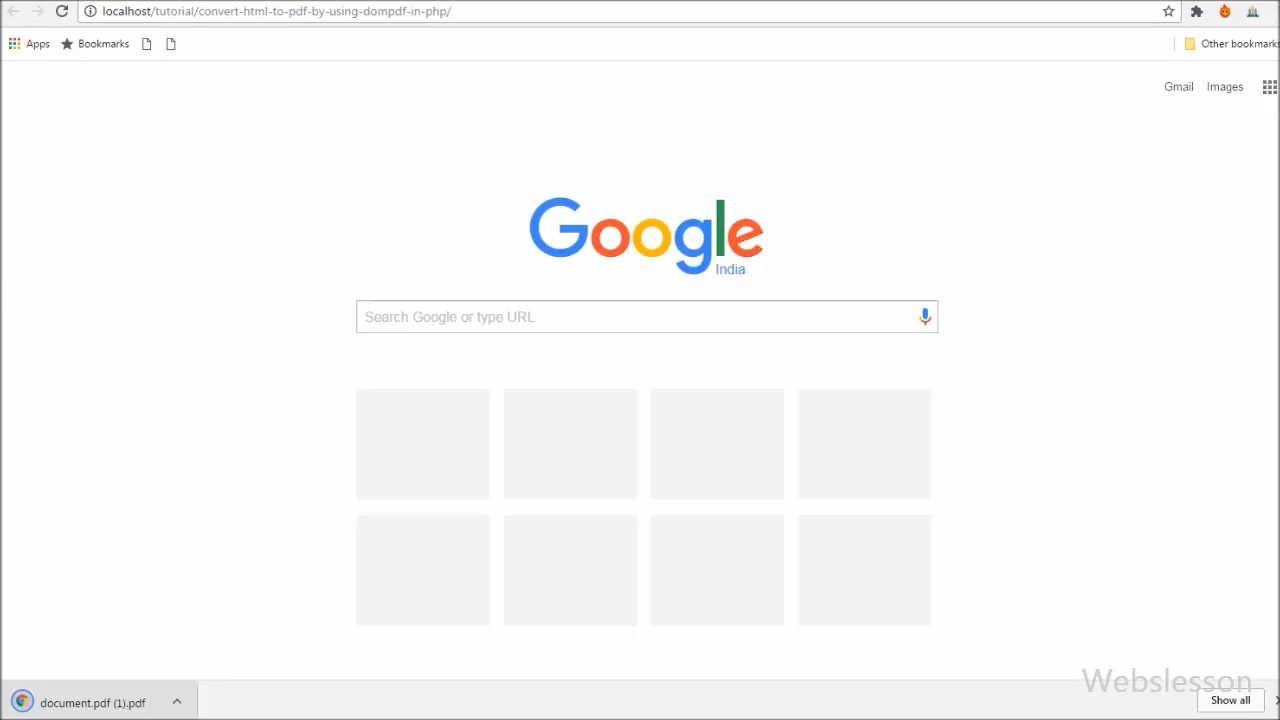 localhost/tutorial/convert-html-to-pdf-by-using-dompdf-in-php/
Apps Bookmarks Other bookmarks
Gmail Images
Google
India
Search Google or type URL
Webslesson
document.pdf (1).pdf Show all